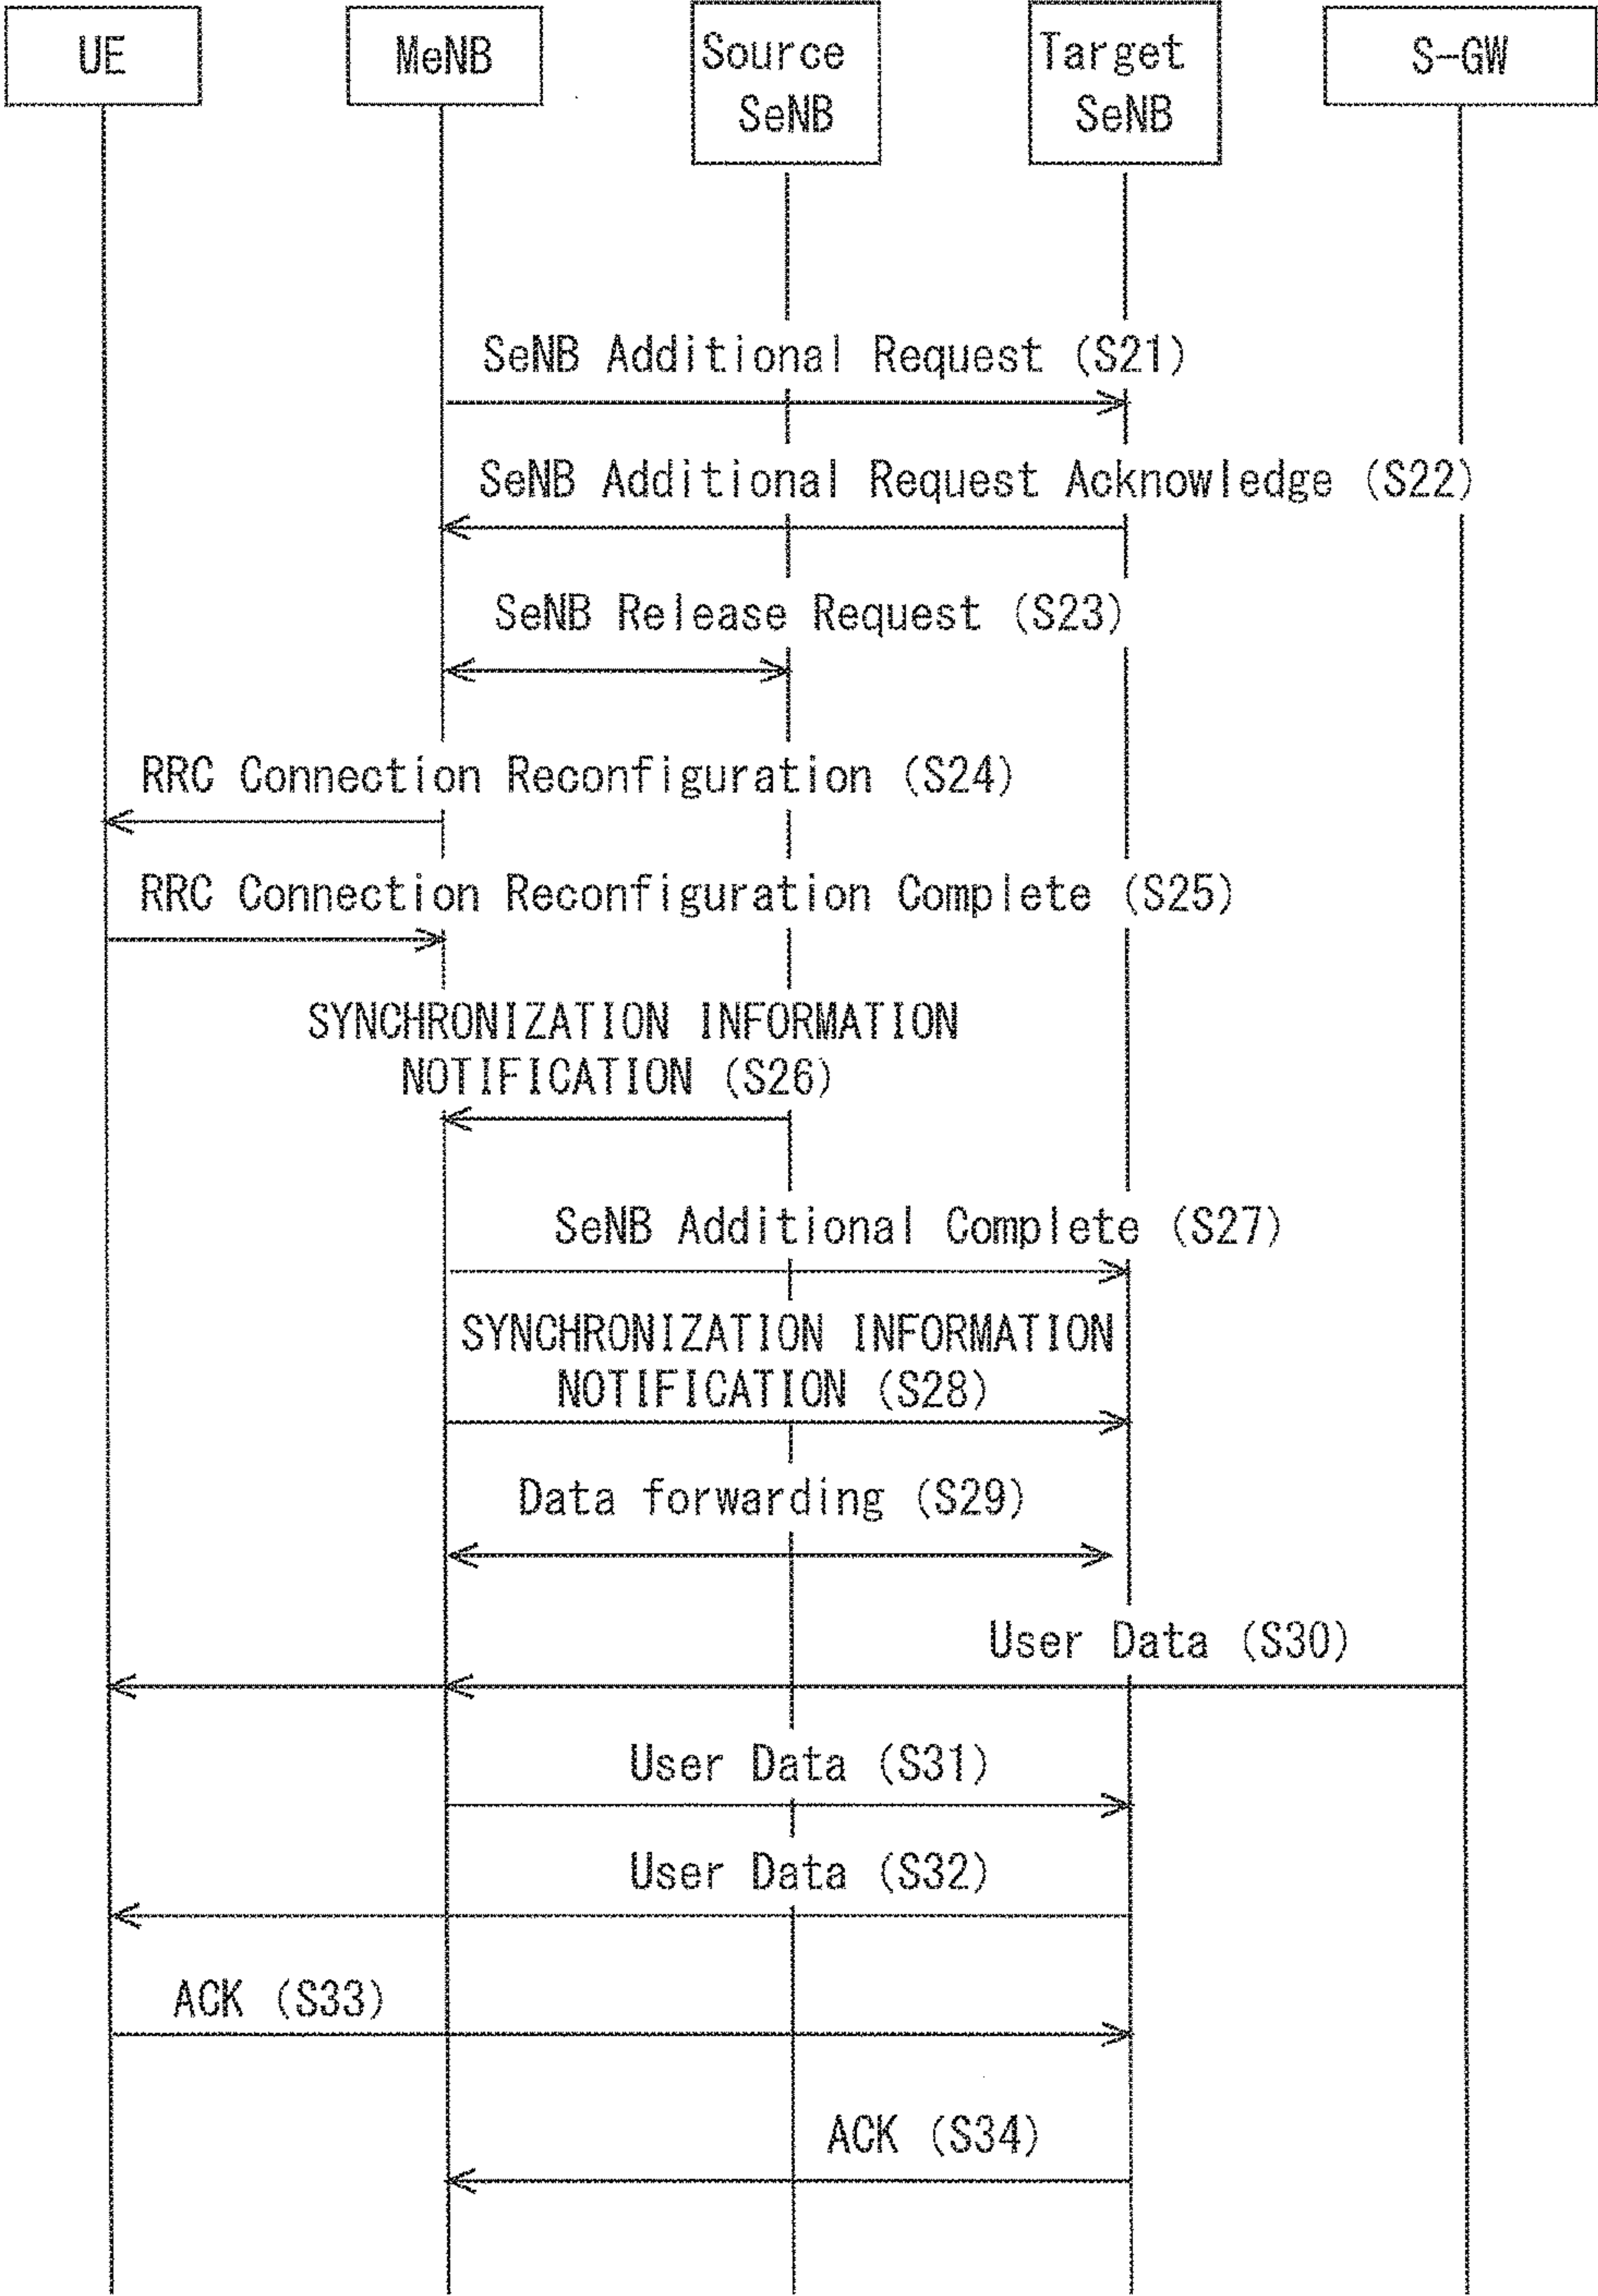 UE
MeNB
Source
SeNB
Target
SeNB
S-GW
SeNB Additional Request (S21)
SeNB Additional Request Acknowledge (S22)
SeNB Release Request (S23)
RRC Connection Reconfiguration (S24)
RRC Connection Reconfiguration Complete (S25)
SYNCHRONIZATION INFORMATION
NOTIFICATION (S26)
SeNB Additional Complete (S27)
SYNCHRONIZATION INFORMATION
NOTIFICATION (S28)
Data forwarding (S29)
User Data (S30)
User Data (S31)
User Data (S32)
ACK (S33)
ACK (S34)